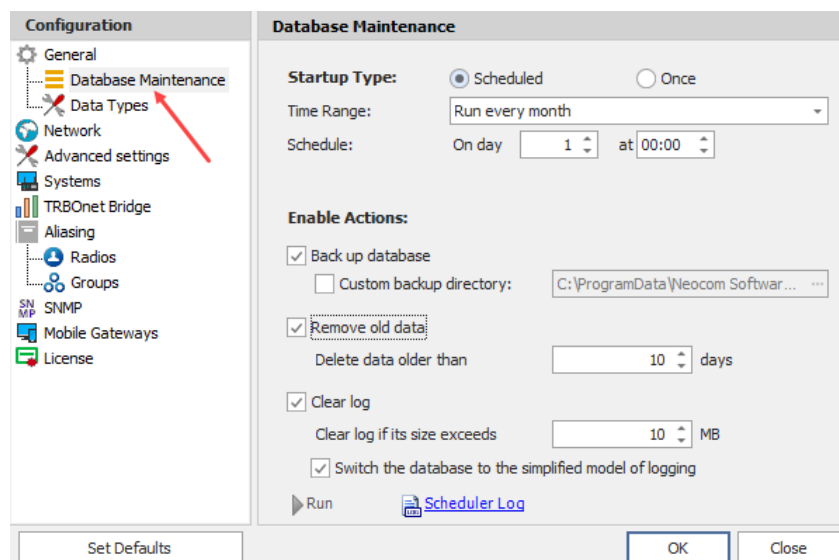 Configuration
General
Database Maintenance
Data Types
Network
Advanced settings
Systems
TRBOnet Bridge
Aliasing
Radios
Groups
SN
MP
SNMP
Mobile Gateways
License
Set Defaults
Database Maintenance
Startup Type: Scheduled Once
Time Range: Run every month
Schedule: On day 1 at 00:00
Enable Actions:
Back up database
Custom backup directory: C:\ProgramData\Neocom Softwar... ...
Remove old data
Delete data older than 10 days
Clear log
Clear log if its size exceeds 10 MB
Switch the database to the simplified model of logging
Run LOG Scheduler Log
OK Close